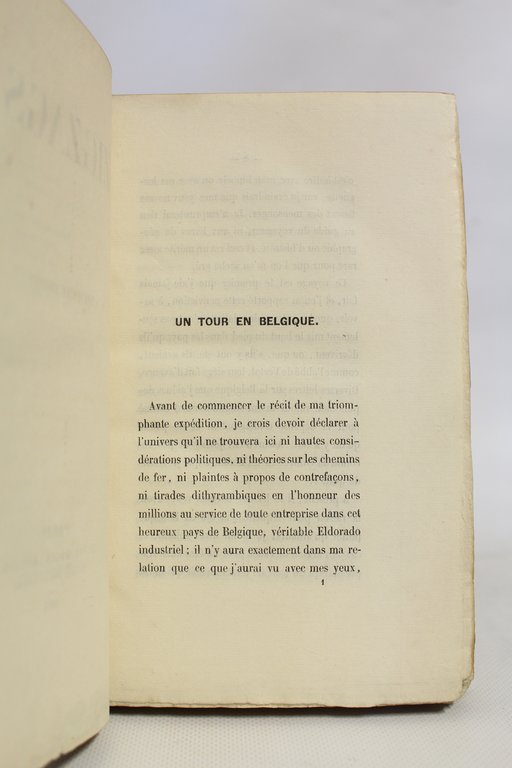 UN TOUR EN BELGIQUE.
Avant de commencer le récit de ma triom-
phante expédition, je crois devoir déclarer à
l'univers qu'il ne trouvera ici ni hautes consi-
dérations politiques, ni théories sur les chemins
de fer, ni plaintes à propos de contrefaçons,
ni tirades dithyrambiques en l'honneur des
millions au service de toute entreprise dans cet
heureux pays de Belgique, véritable Eldorado
industriel ; il n'y aura exactement dans ma re-
lation que ce que j'aurai vu avec mes yeux,
1